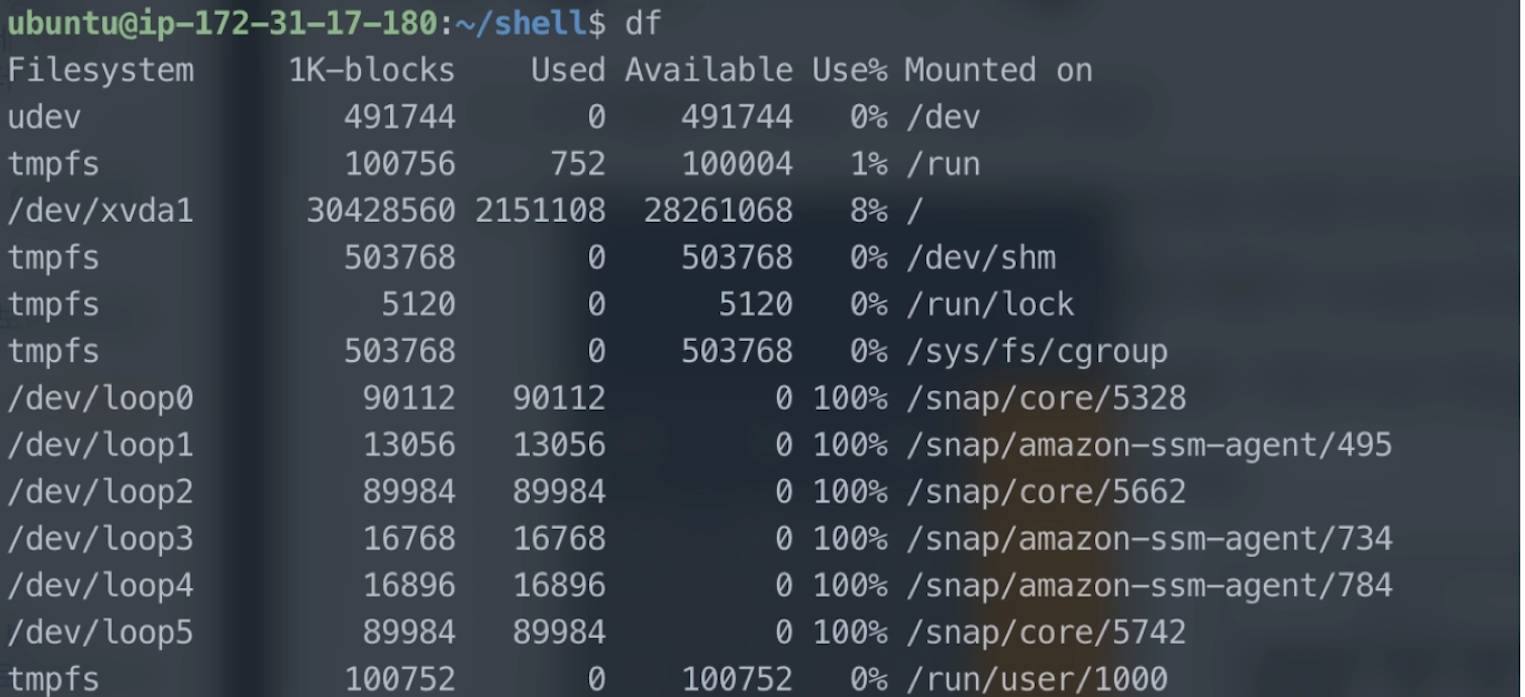 ubuntu@ip-172-31-17-180:~/shell$ df
Filesystem     1K-blocks    Used Available Use% Mounted on
udev              491744       0    491744   0% /dev
tmpfs             100756     752    100004   1% /run
/dev/xvda1      30428560 2151108  28261068   8% /
tmpfs             503768       0    503768   0% /dev/shm
tmpfs               5120       0      5120   0% /run/lock
tmpfs             503768       0    503768   0% /sys/fs/cgroup
/dev/loop0         90112   90112         0 100% /snap/core/5328
/dev/loop1         13056   13056         0 100% /snap/amazon-ssm-agent/495
/dev/loop2         89984   89984         0 100% /snap/core/5662
/dev/loop3         16768   16768         0 100% /snap/amazon-ssm-agent/734
/dev/loop4         16896   16896         0 100% /snap/amazon-ssm-agent/784
/dev/loop5         89984   89984         0 100% /snap/core/5742
tmpfs             100752       0    100752   0% /run/user/1000